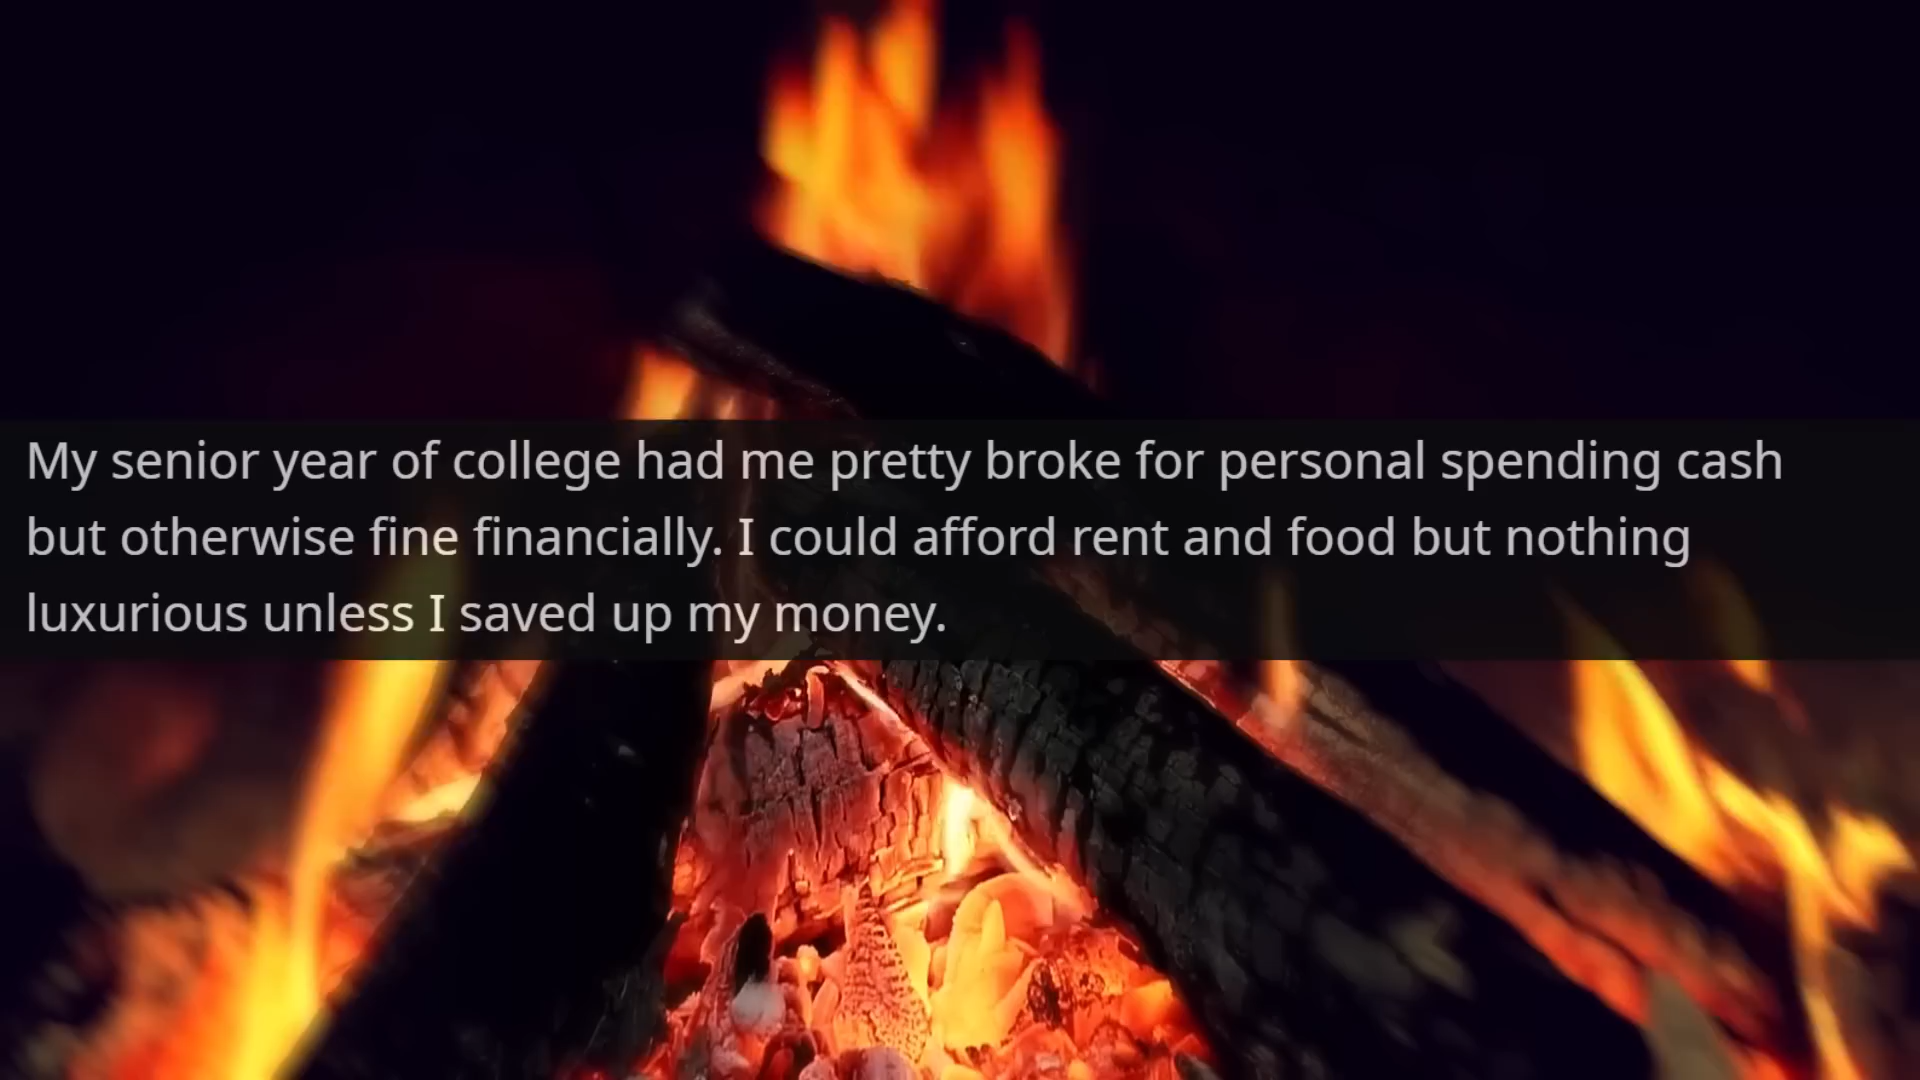 My senior year of college had me pretty broke for personal spending cash
but otherwise fine financially. I could afford rent and food but nothing
luxurious unless I saved up my money.